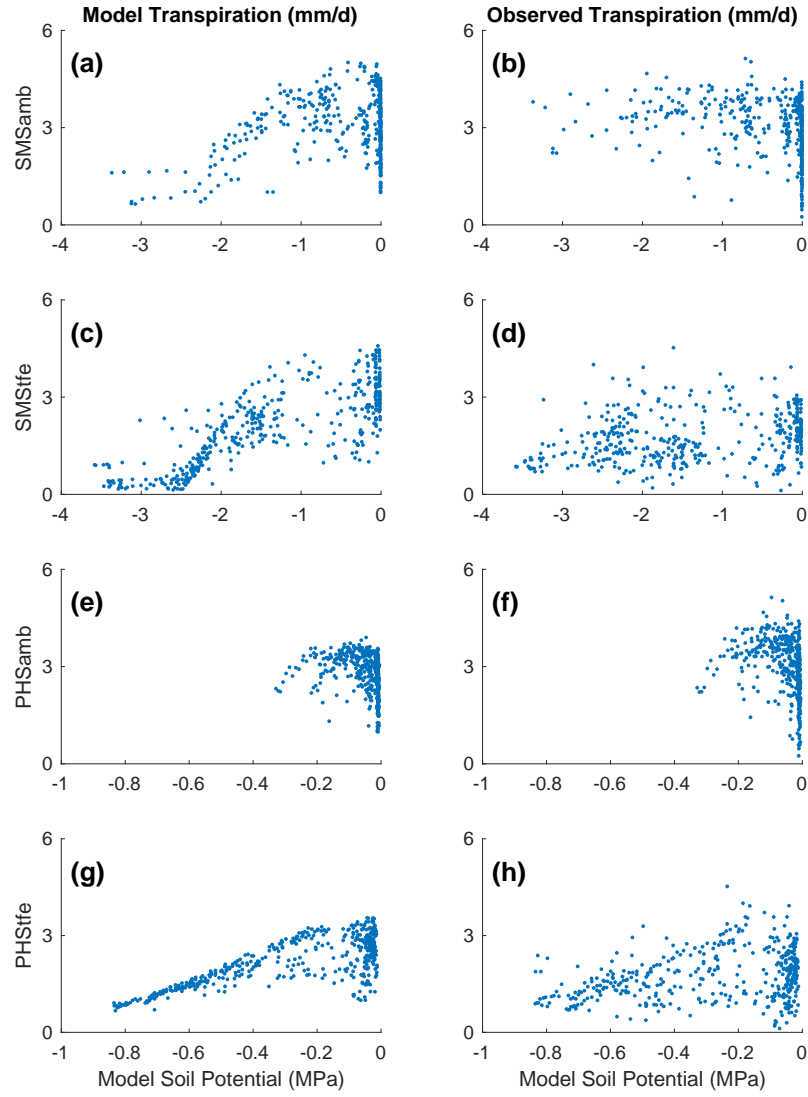 Model Transpiration (mm/d)
Observed Transpiration (mm/d)
(a)
SMSamb
6
3
0
-4 -3 -2 -1 0
(b)
6
3
0
-4 -3 -2 -1 0
(c)
SMStfe
6
3
0
-4 -3 -2 -1 0
(d)
6
3
0
-4 -3 -2 -1 0
(e)
PHSamb
6
3
0
-1 -0.8 -0.6 -0.4 -0.2 0
(f)
6
3
0
-1 -0.8 -0.6 -0.4 -0.2 0
(g)
PHStfe
6
3
0
-1 -0.8 -0.6 -0.4 -0.2 0
Model Soil Potential (MPa)
(h)
6
3
0
-1 -0.8 -0.6 -0.4 -0.2 0
Model Soil Potential (MPa)